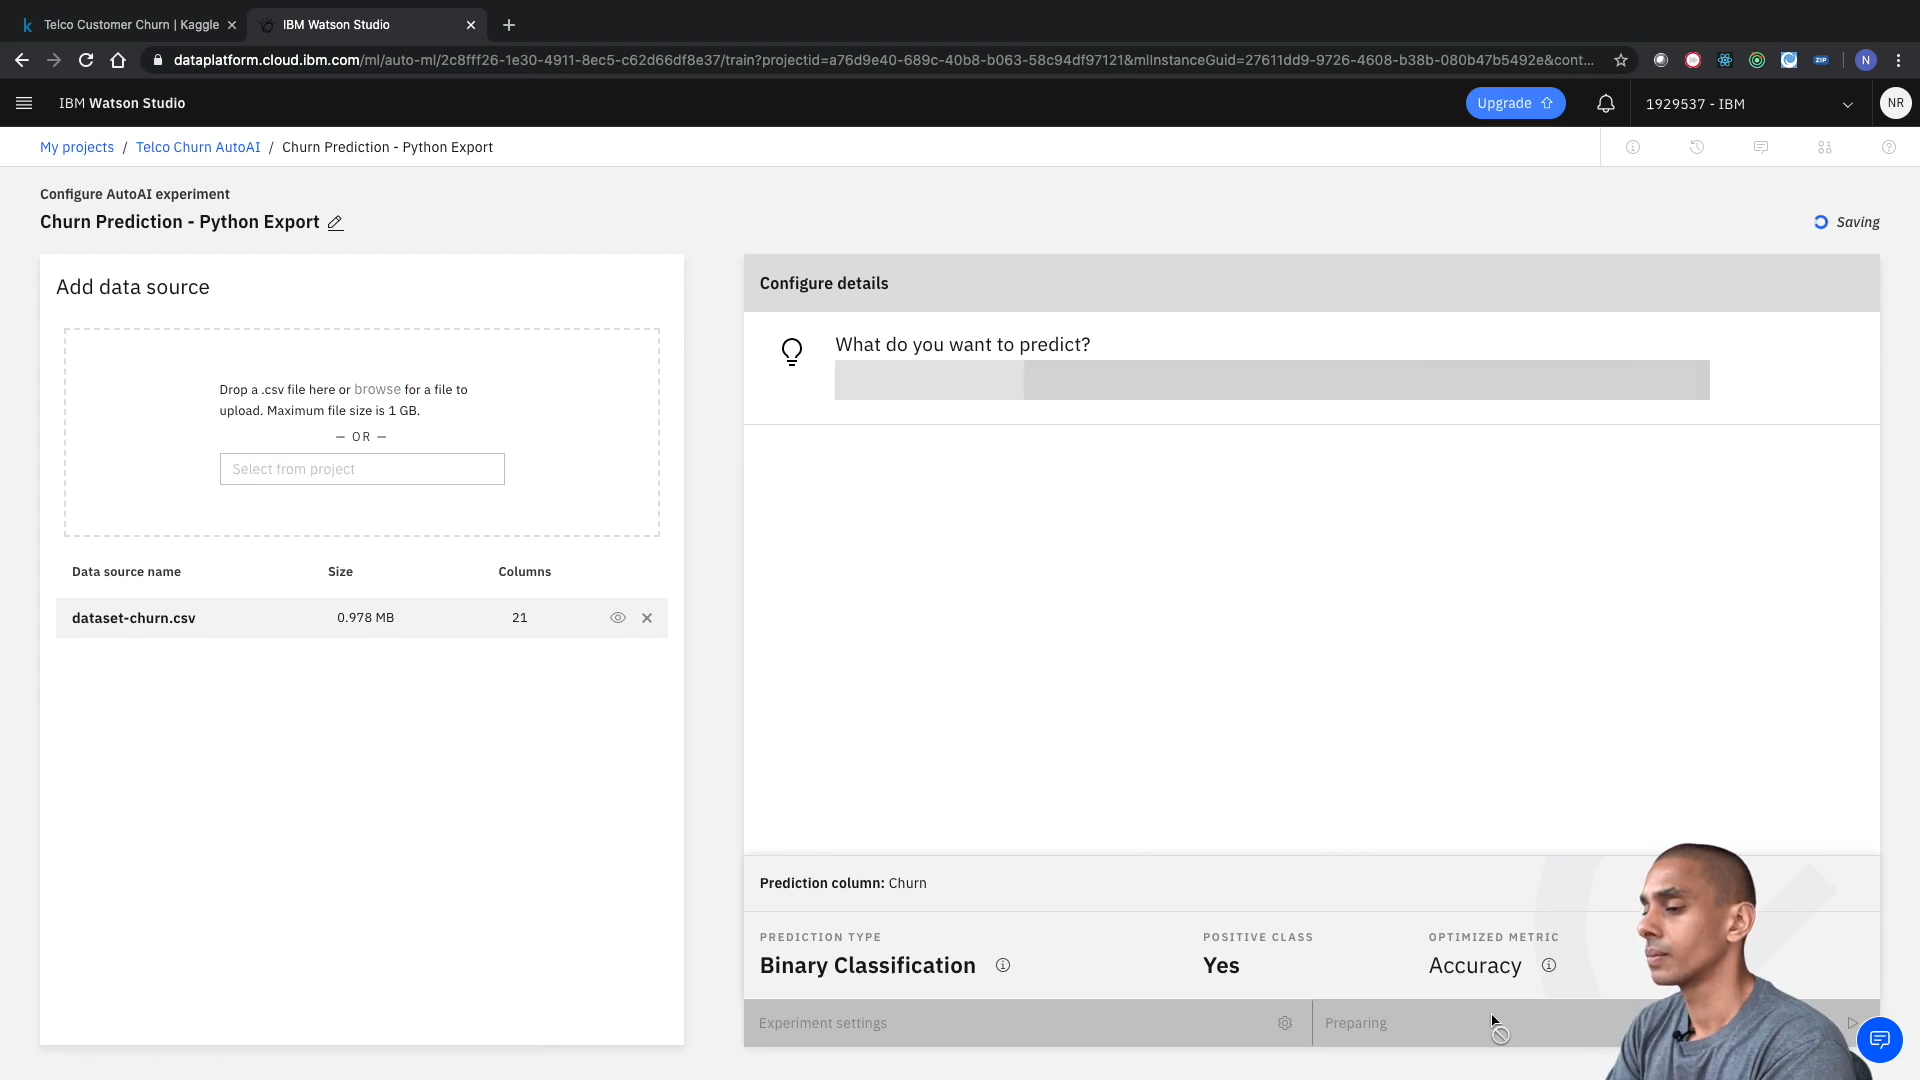 Telco Customer Churn | Kaggle
IBM Watson Studio
dataplatform.cloud.ibm.com/ml/auto-ml/2c8fff26-1e30-4911-8ec5-c62d66df8e37/train?projectid=a76d9e40-689c-40b8-b063-58c94df97121&mlInstanceGuid=27611dd9-9726-4608-b38b-080b47b5492e&cont...
ZIP
N
IBM Watson Studio
Upgrade
1929537 - IBM
NR
My projects / Telco Churn AutoAI / Churn Prediction - Python Export
Configure AutoAI experiment
Churn Prediction - Python Export
Saving
Add data source
Drop a .csv file here or browse for a file to
upload. Maximum file size is 1 GB.
— OR —
Select from project
Data source name Size Columns
dataset-churn.csv 0.978 MB 21
Configure details
What do you want to predict?
Prediction column: Churn
PREDICTION TYPE
Binary Classification
POSITIVE CLASS
Yes
OPTIMIZED METRIC
Accuracy
Experiment settings
Preparing